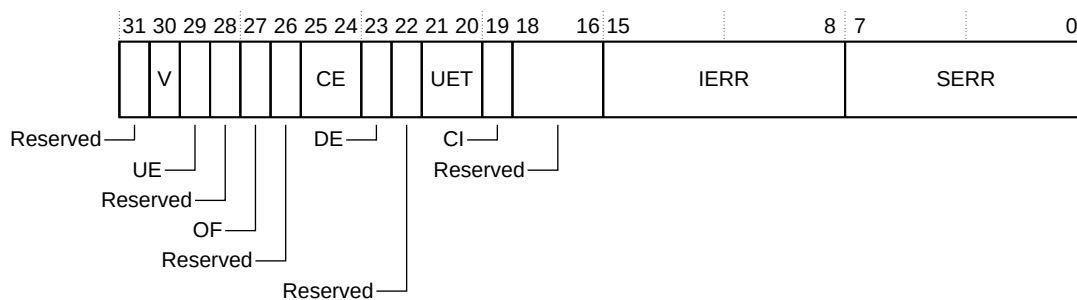 31 30 29 28 27 26 25 24 23 22 21 20 19 18 16 15 8 7 0
V CE UET IERR SERR
Reserved DE CI
UE Reserved
Reserved
OF
Reserved
Reserved